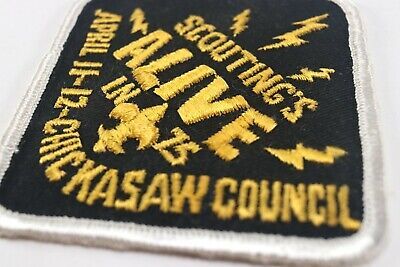 SCOUTING'S
ALIVE
IN 75
APRIL 11-12-CHICKASAW COUNCIL